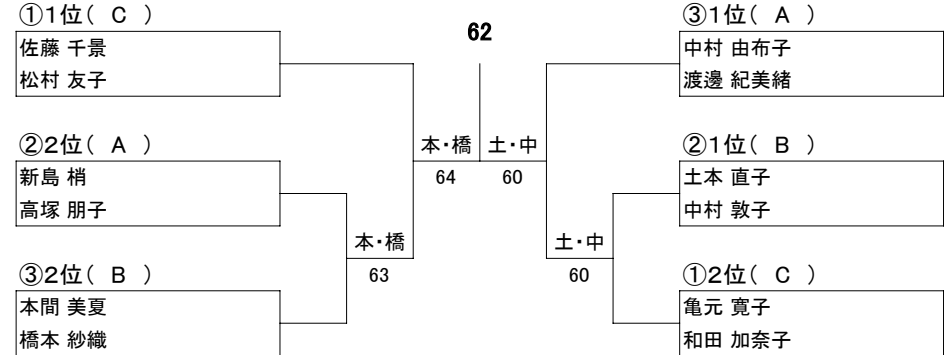 ①1位( C )
佐藤 千景
松村 友子
②2位( A )
新島 梢
高塚 朋子
③2位( B )
本間 美夏
橋本 紗織
本・橋
63
本・橋
64
62
土・中
60
土・中
60
③1位( A )
中村 由布子
渡邊 紀美緒
②1位( B )
土本 直子
中村 敦子
①2位( C )
亀元 寛子
和田 加奈子